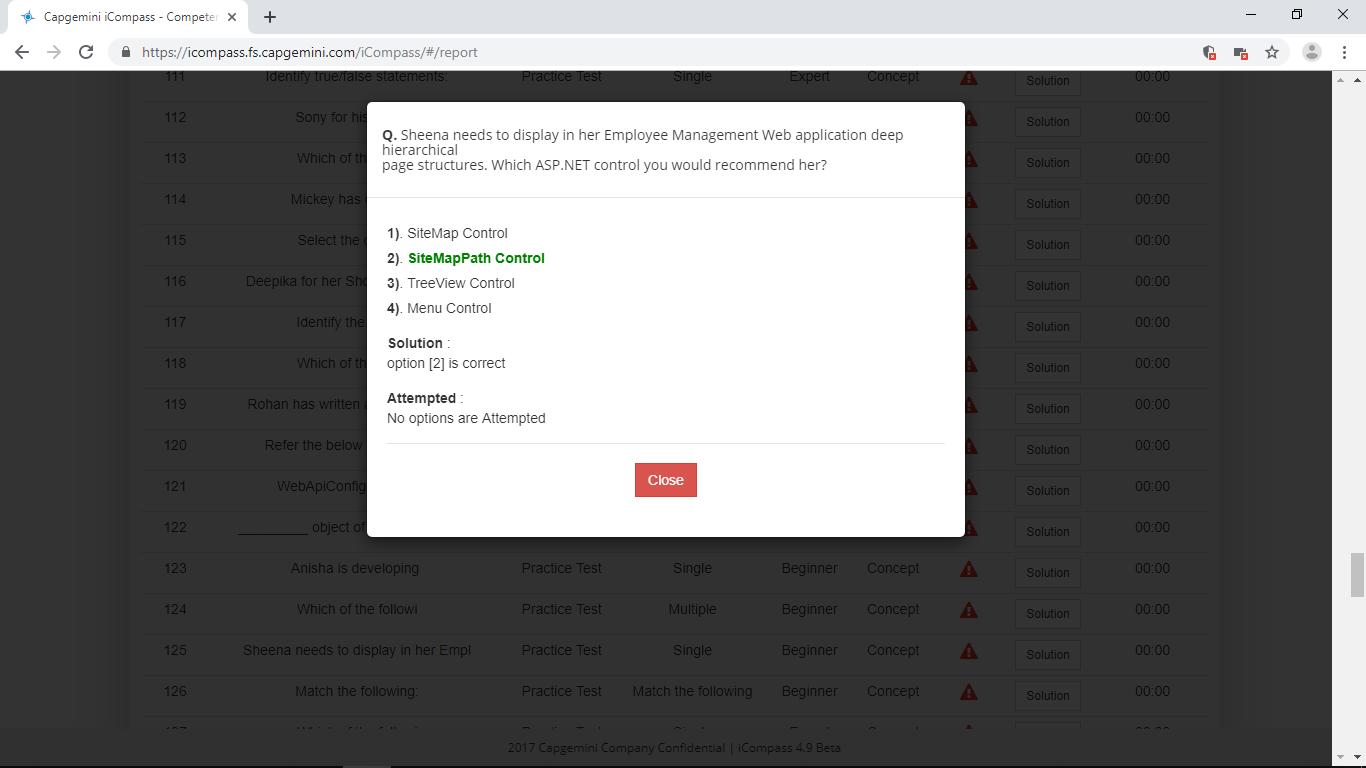 Capgemini iCompass - Competer
https://icompass.fs.capgemini.com/iCompass/#/report
111 Identify true/false statements: Practice Test Single Expert Concept Solution 00:00
112 Sony for his Solution 00:00
113 Which of th Solution 00:00
114 Mickey has Solution 00:00
115 Select the Solution 00:00
116 Deepika for her Sho Solution 00:00
117 Identify the Solution 00:00
118 Which of th Solution 00:00
119 Rohan has written Solution 00:00
120 Refer the below Solution 00:00
121 WebApiConfig Solution 00:00
122 __________ object of Solution 00:00
Q. Sheena needs to display in her Employee Management Web application deep
hierarchical
page structures. Which ASP.NET control you would recommend her?
1). SiteMap Control
2). SiteMapPath Control
3). TreeView Control
4). Menu Control
Solution :
option [2] is correct
Attempted :
No options are Attempted
Close
123 Anisha is developing Practice Test Single Beginner Concept Solution 00:00
124 Which of the followi Practice Test Multiple Beginner Concept Solution 00:00
125 Sheena needs to display in her Empl Practice Test Single Beginner Concept Solution 00:00
126 Match the following: Practice Test Match the following Beginner Concept Solution 00:00
2017 Capgemini Company Confidential | iCompass 4.9 Beta